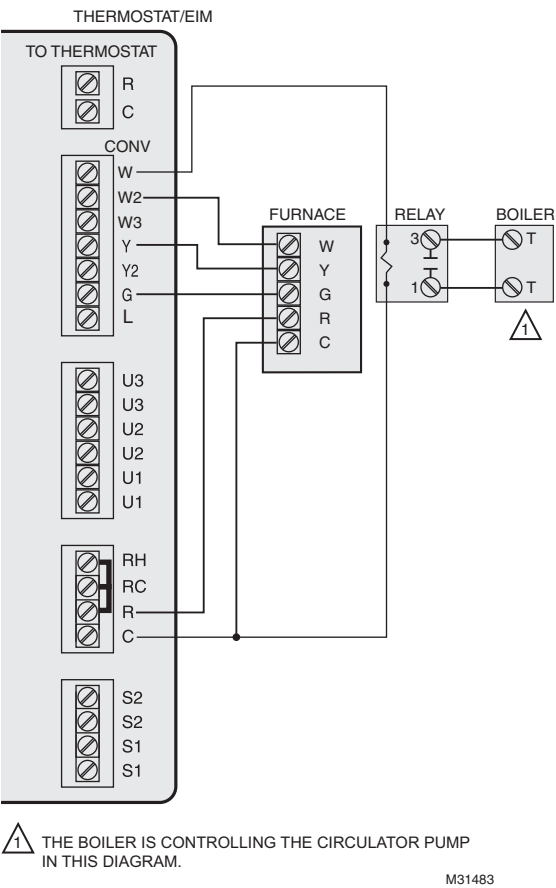 THERMOSTAT/EIM
TO THERMOSTAT
R
C
CONV
W
W2
W3
Y
Y2
G
L
FURNACE
W
Y
G
R
C
RELAY
3
1
BOILER
T
T
1
U3
U3
U2
U2
U1
U1
RH
RC
R
C
S2
S2
S1
S1
1 THE BOILER IS CONTROLLING THE CIRCULATOR PUMP
IN THIS DIAGRAM.
M31483